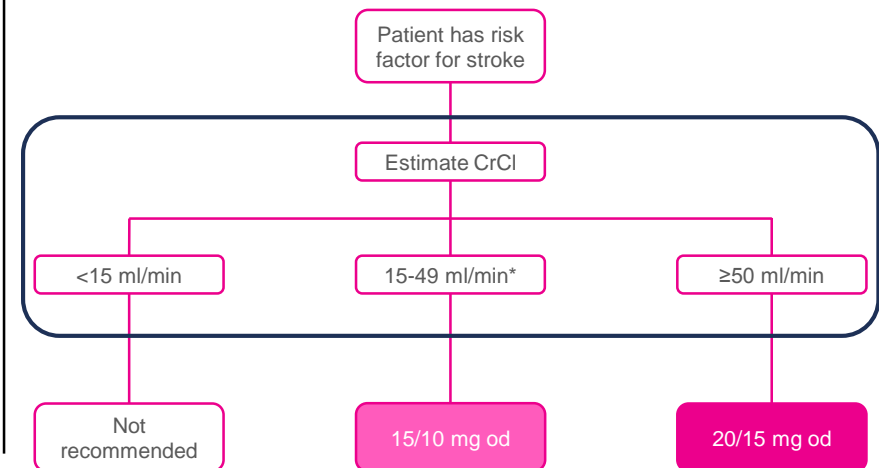 Patient has risk
factor for stroke
Estimate CrCl
<15 ml/min
15-49 ml/min*
≥50 ml/min
Not
recommended
15/10 mg od
20/15 mg od